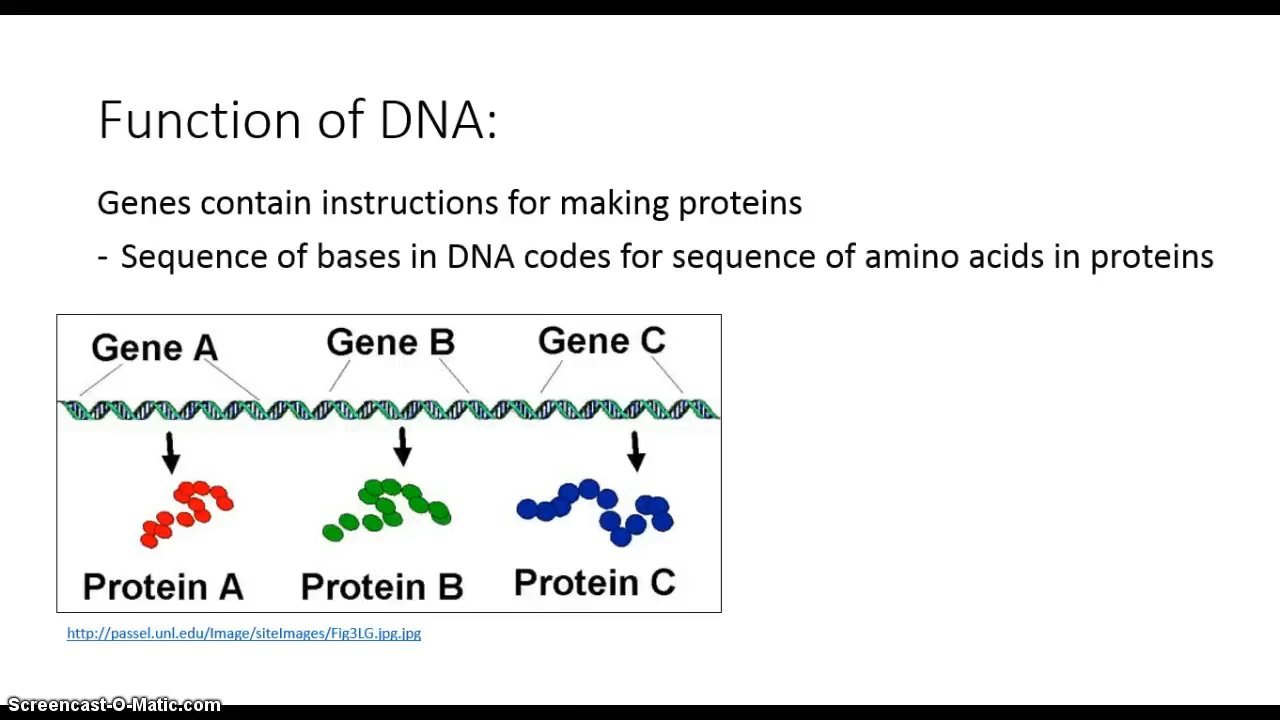 Function of DNA:
Genes contain instructions for making proteins
- Sequence of bases in DNA codes for sequence of amino acids in proteins
Gene A Gene B Gene C
Protein A Protein B Protein C
http://passel.unl.edu/Image/siteImages/Fig3LG.jpg.jpg
Screencast-O-Matic.com